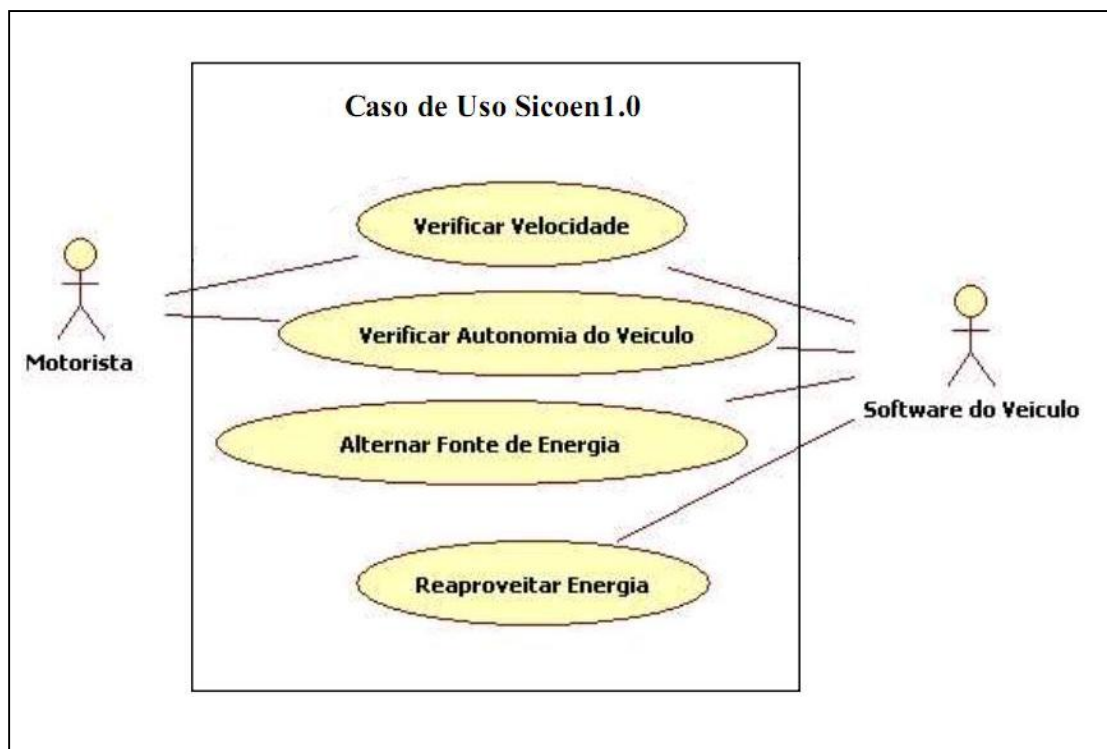 Caso de Uso Sicoen1.0
Verificar Velocidade
Verificar Autonomia do Veiculo
Motorista
Software do Veiculo
Alternar Fonte de Energia
Reaproveitar Energia